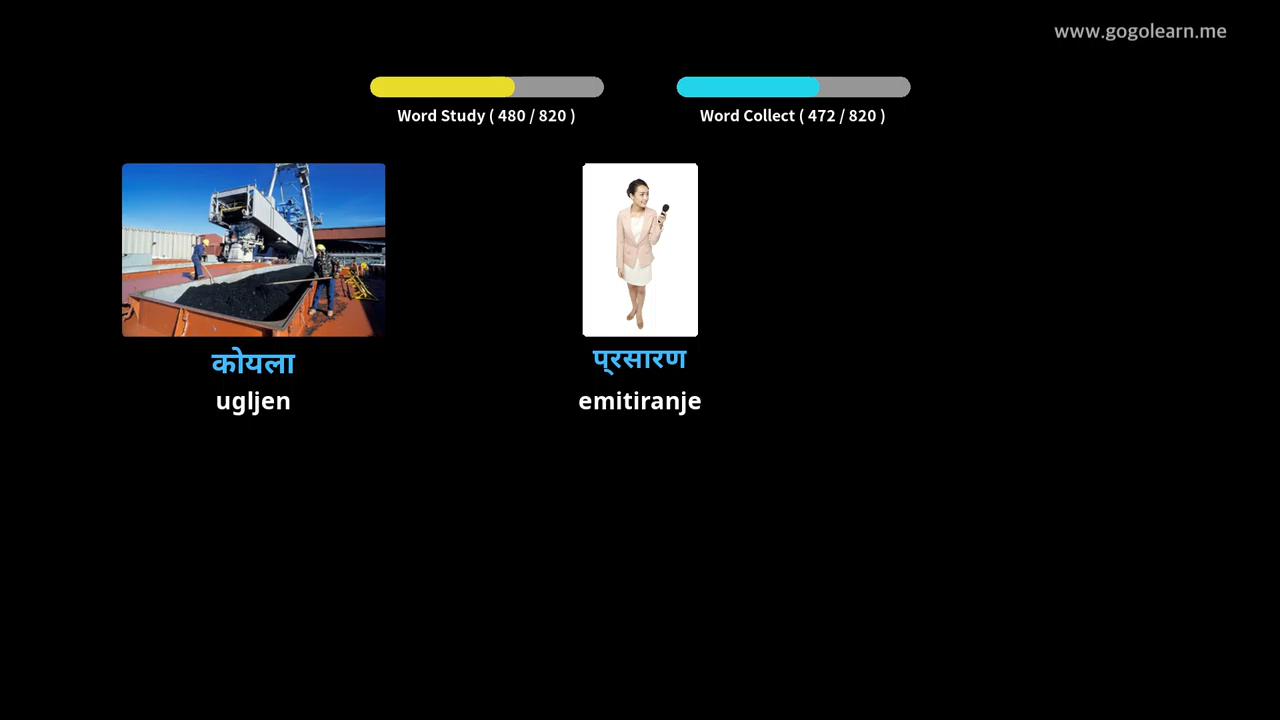 www.gogolearn.me
Word Study ( 480 / 820 )
Word Collect ( 472 / 820 )
कोयला
ugljen
प्रसारण
emitiranje